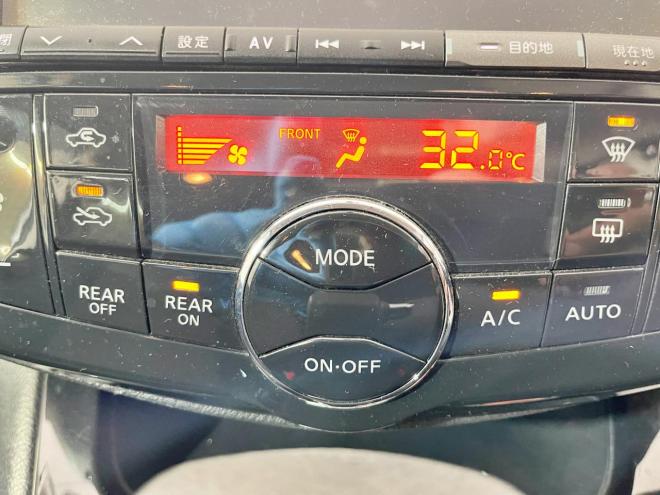 閉
設定
AV
目的地
現在地
FRONT
32.0℃
MODE
REAR OFF
REAR ON
A/C
AUTO
ON·OFF